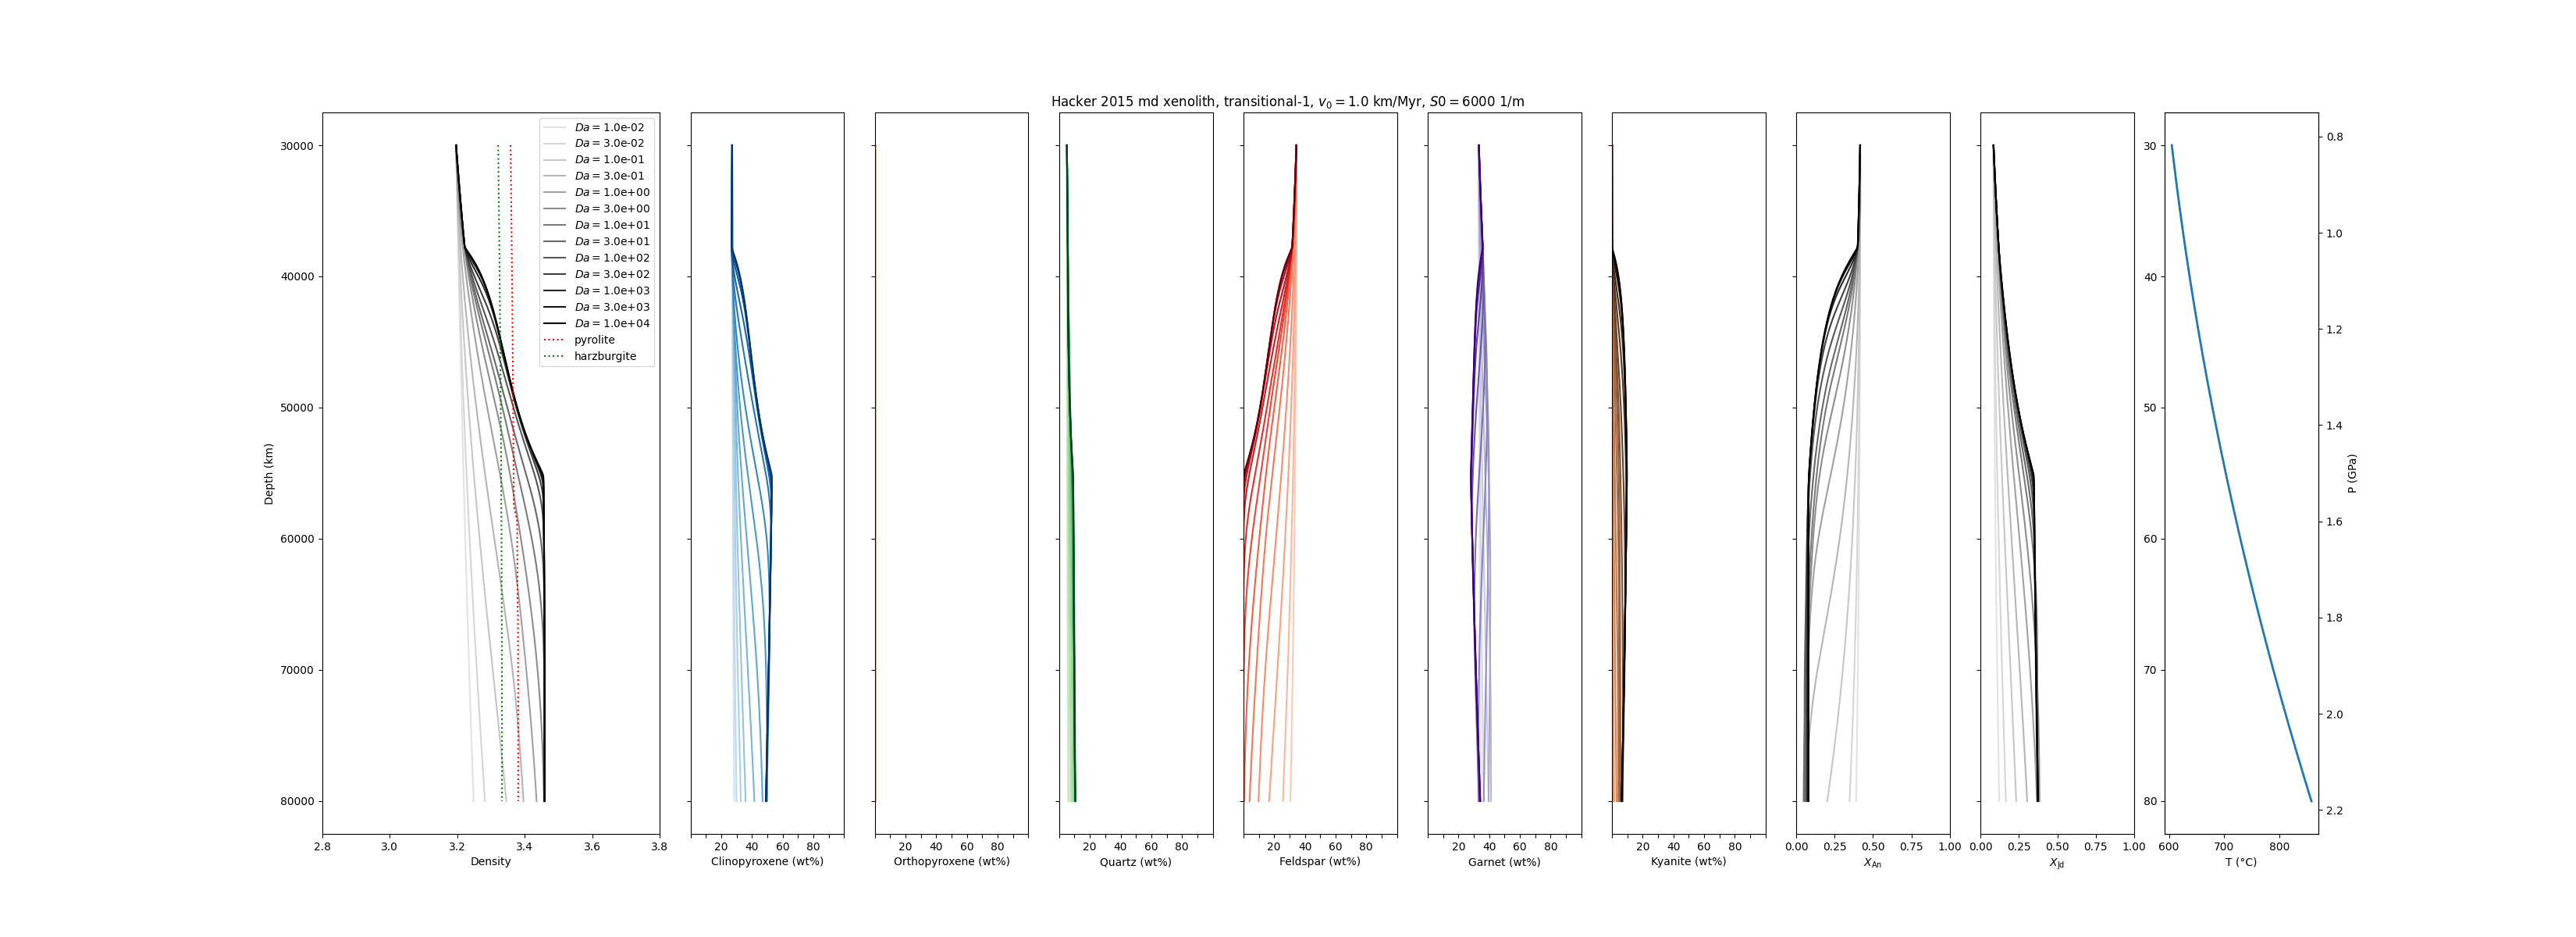 Hacker 2015 md xenolith, transitional-1, v₀ = 1.0 km/Myr, S0 = 6000 1/m
Da = 1.0e-02
Da = 3.0e-02
Da = 1.0e-01
Da = 3.0e-01
Da = 1.0e+00
Da = 3.0e+00
Da = 1.0e+01
Da = 3.0e+01
Da = 1.0e+02
Da = 3.0e+02
Da = 1.0e+03
Da = 3.0e+03
Da = 1.0e+04
pyrolite
harzburgite
Depth (km)
30000
40000
50000
60000
70000
80000
2.8 3.0 3.2 3.4 3.6 3.8
Density
20 40 60 80
Clinopyroxene (wt%)
20 40 60 80
Orthopyroxene (wt%)
20 40 60 80
Quartz (wt%)
20 40 60 80
Feldspar (wt%)
20 40 60 80
Garnet (wt%)
20 40 60 80
Kyanite (wt%)
0.00 0.25 0.50 0.75 1.00
X_An
0.00 0.25 0.50 0.75 1.00
X_Jd
30
40
50
60
70
80
600 700 800
T (°C)
0.8
1.0
1.2
1.4
1.6
1.8
2.0
2.2
P (GPa)